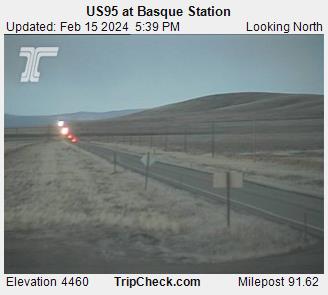 US95 at Basque Station
Updated: Feb 15 2024 5:39 PM Looking North
Elevation 4460 TripCheck.com Milepost 91.62